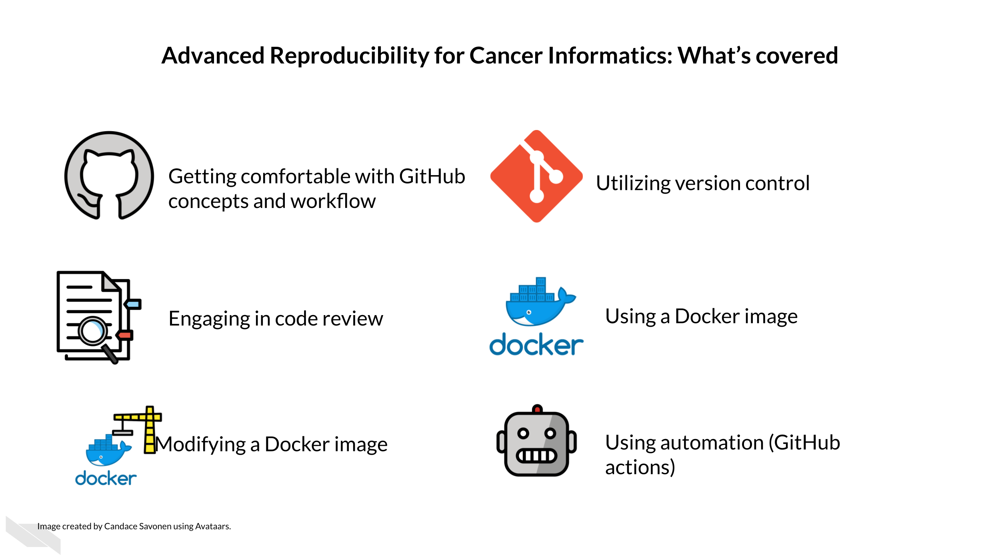 Advanced Reproducibility for Cancer Informatics: What’s covered
Getting comfortable with GitHub
concepts and workflow
Utilizing version control
Engaging in code review
docker
Using a Docker image
docker
Modifying a Docker image
Using automation (GitHub
actions)
Image created by Candace Savonen using Avataars.